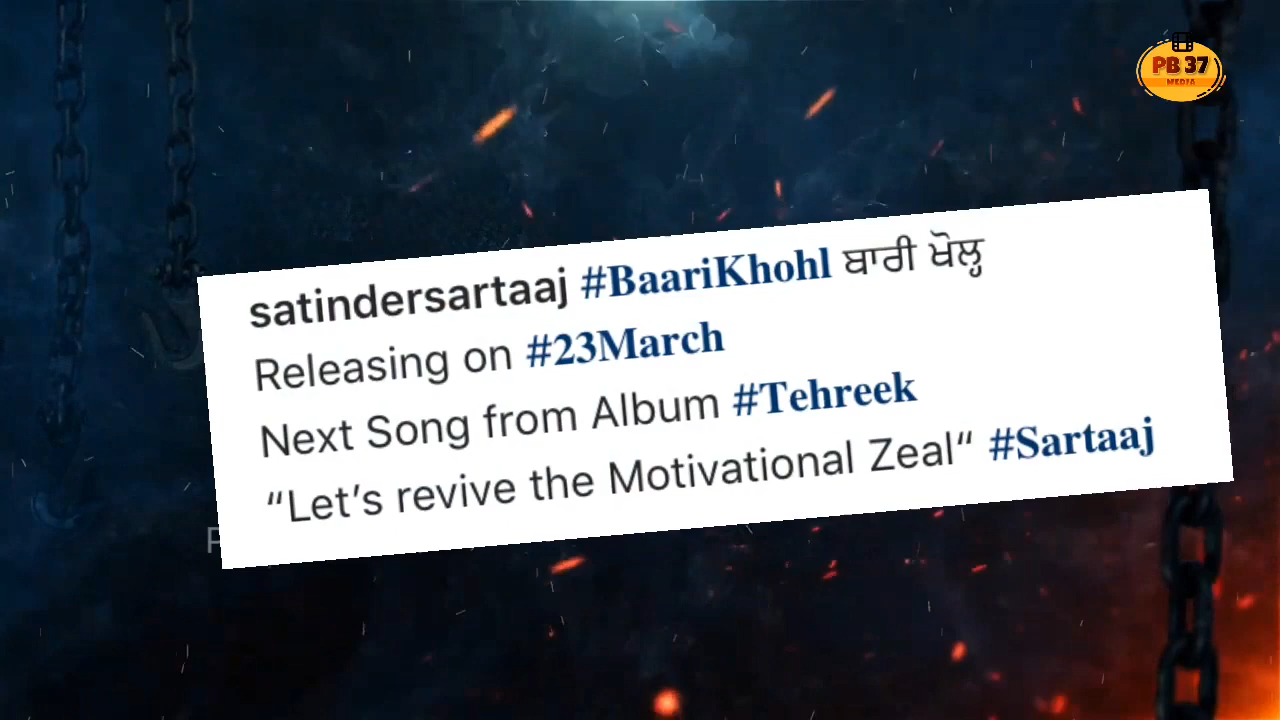 PB 37
MEDIA
satindersartaaj #BaariKhohl ਬਾਰੀ ਖੋਲ੍ਹ
Releasing on #23March
Next Song from Album #Tehreek
“Let’s revive the Motivational Zeal“ #Sartaaj